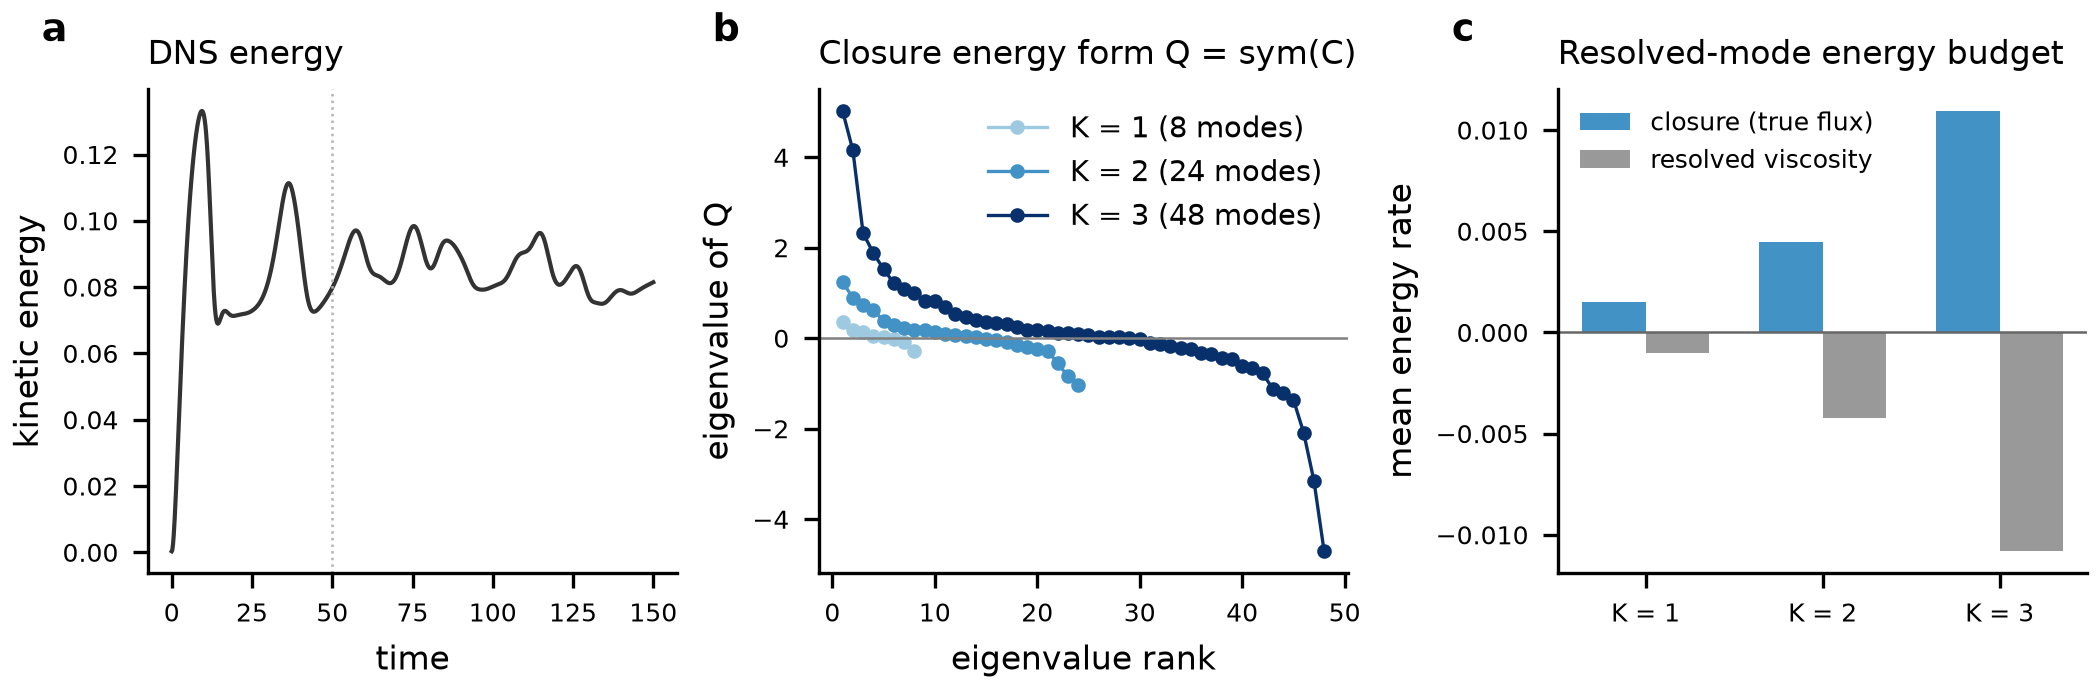 a
DNS energy
kinetic energy
0.12
0.10
0.08
0.06
0.04
0.02
0.00
0 25 50 75 100 125 150
time
b
Closure energy form Q = sym(C)
eigenvalue of Q
4
2
0
−2
−4
K = 1 (8 modes)
K = 2 (24 modes)
K = 3 (48 modes)
0 10 20 30 40 50
eigenvalue rank
c
Resolved-mode energy budget
mean energy rate
0.010
0.005
0.000
−0.005
−0.010
closure (true flux)
resolved viscosity
K = 1 K = 2 K = 3